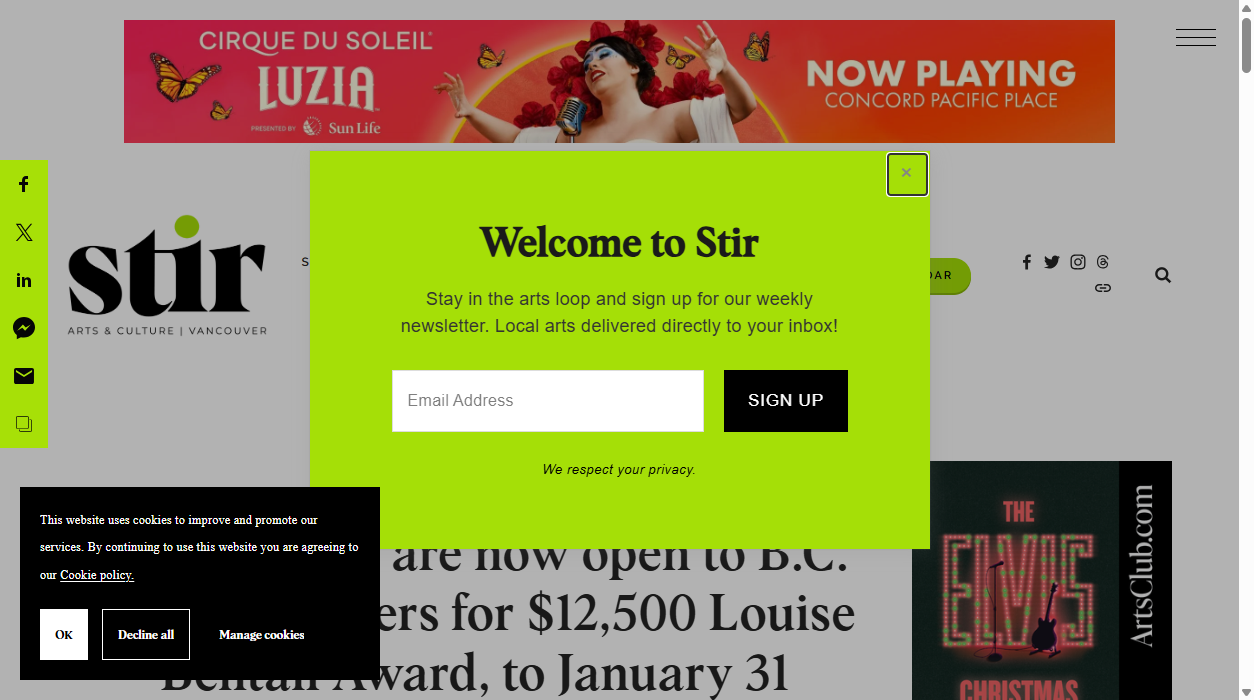 CIRQUE DU SOLEIL
LUZIA
PRESENTED BY Sun Life
NOW PLAYING
CONCORD PACIFIC PLACE
stir
ARTS & CULTURE | VANCOUVER
S
DAR
×
Welcome to Stir
Stay in the arts loop and sign up for our weekly
newsletter. Local arts delivered directly to your inbox!
Email Address
SIGN UP
We respect your privacy.
are now open to B.C.
ers for $12,500 Louise
Bentall Award, to January 31
This website uses cookies to improve and promote our
services. By continuing to use this website you are agreeing to
our Cookie policy.
OK
Decline all
Manage cookies
THE
ELVIS
CHRISTMAS
ArtsClub.com